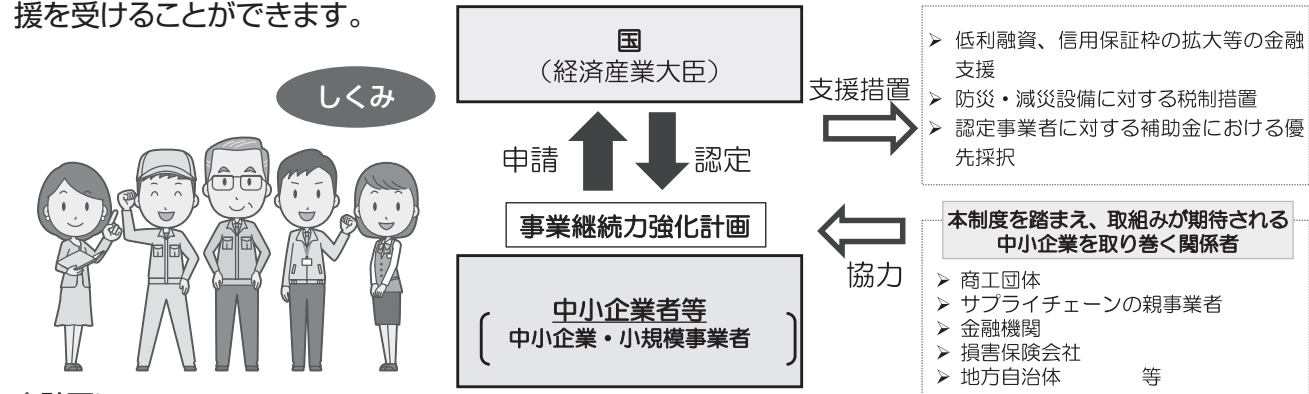 援を受けることができます。
しくみ
国
（経済産業大臣）
申請
認定
事業継続力強化計画
中小企業者等
中小企業・小規模事業者
支援措置
➢ 低利融資、信用保証枠の拡大等の金融
支援
➢ 防災・減災設備に対する税制措置
➢ 認定事業者に対する補助金における優
先採択
協力
本制度を踏まえ、取組みが期待される
中小企業を取り巻く関係者
➢ 商工団体
➢ サプライチェーンの親事業者
➢ 金融機関
➢ 損害保険会社
➢ 地方自治体　　　等